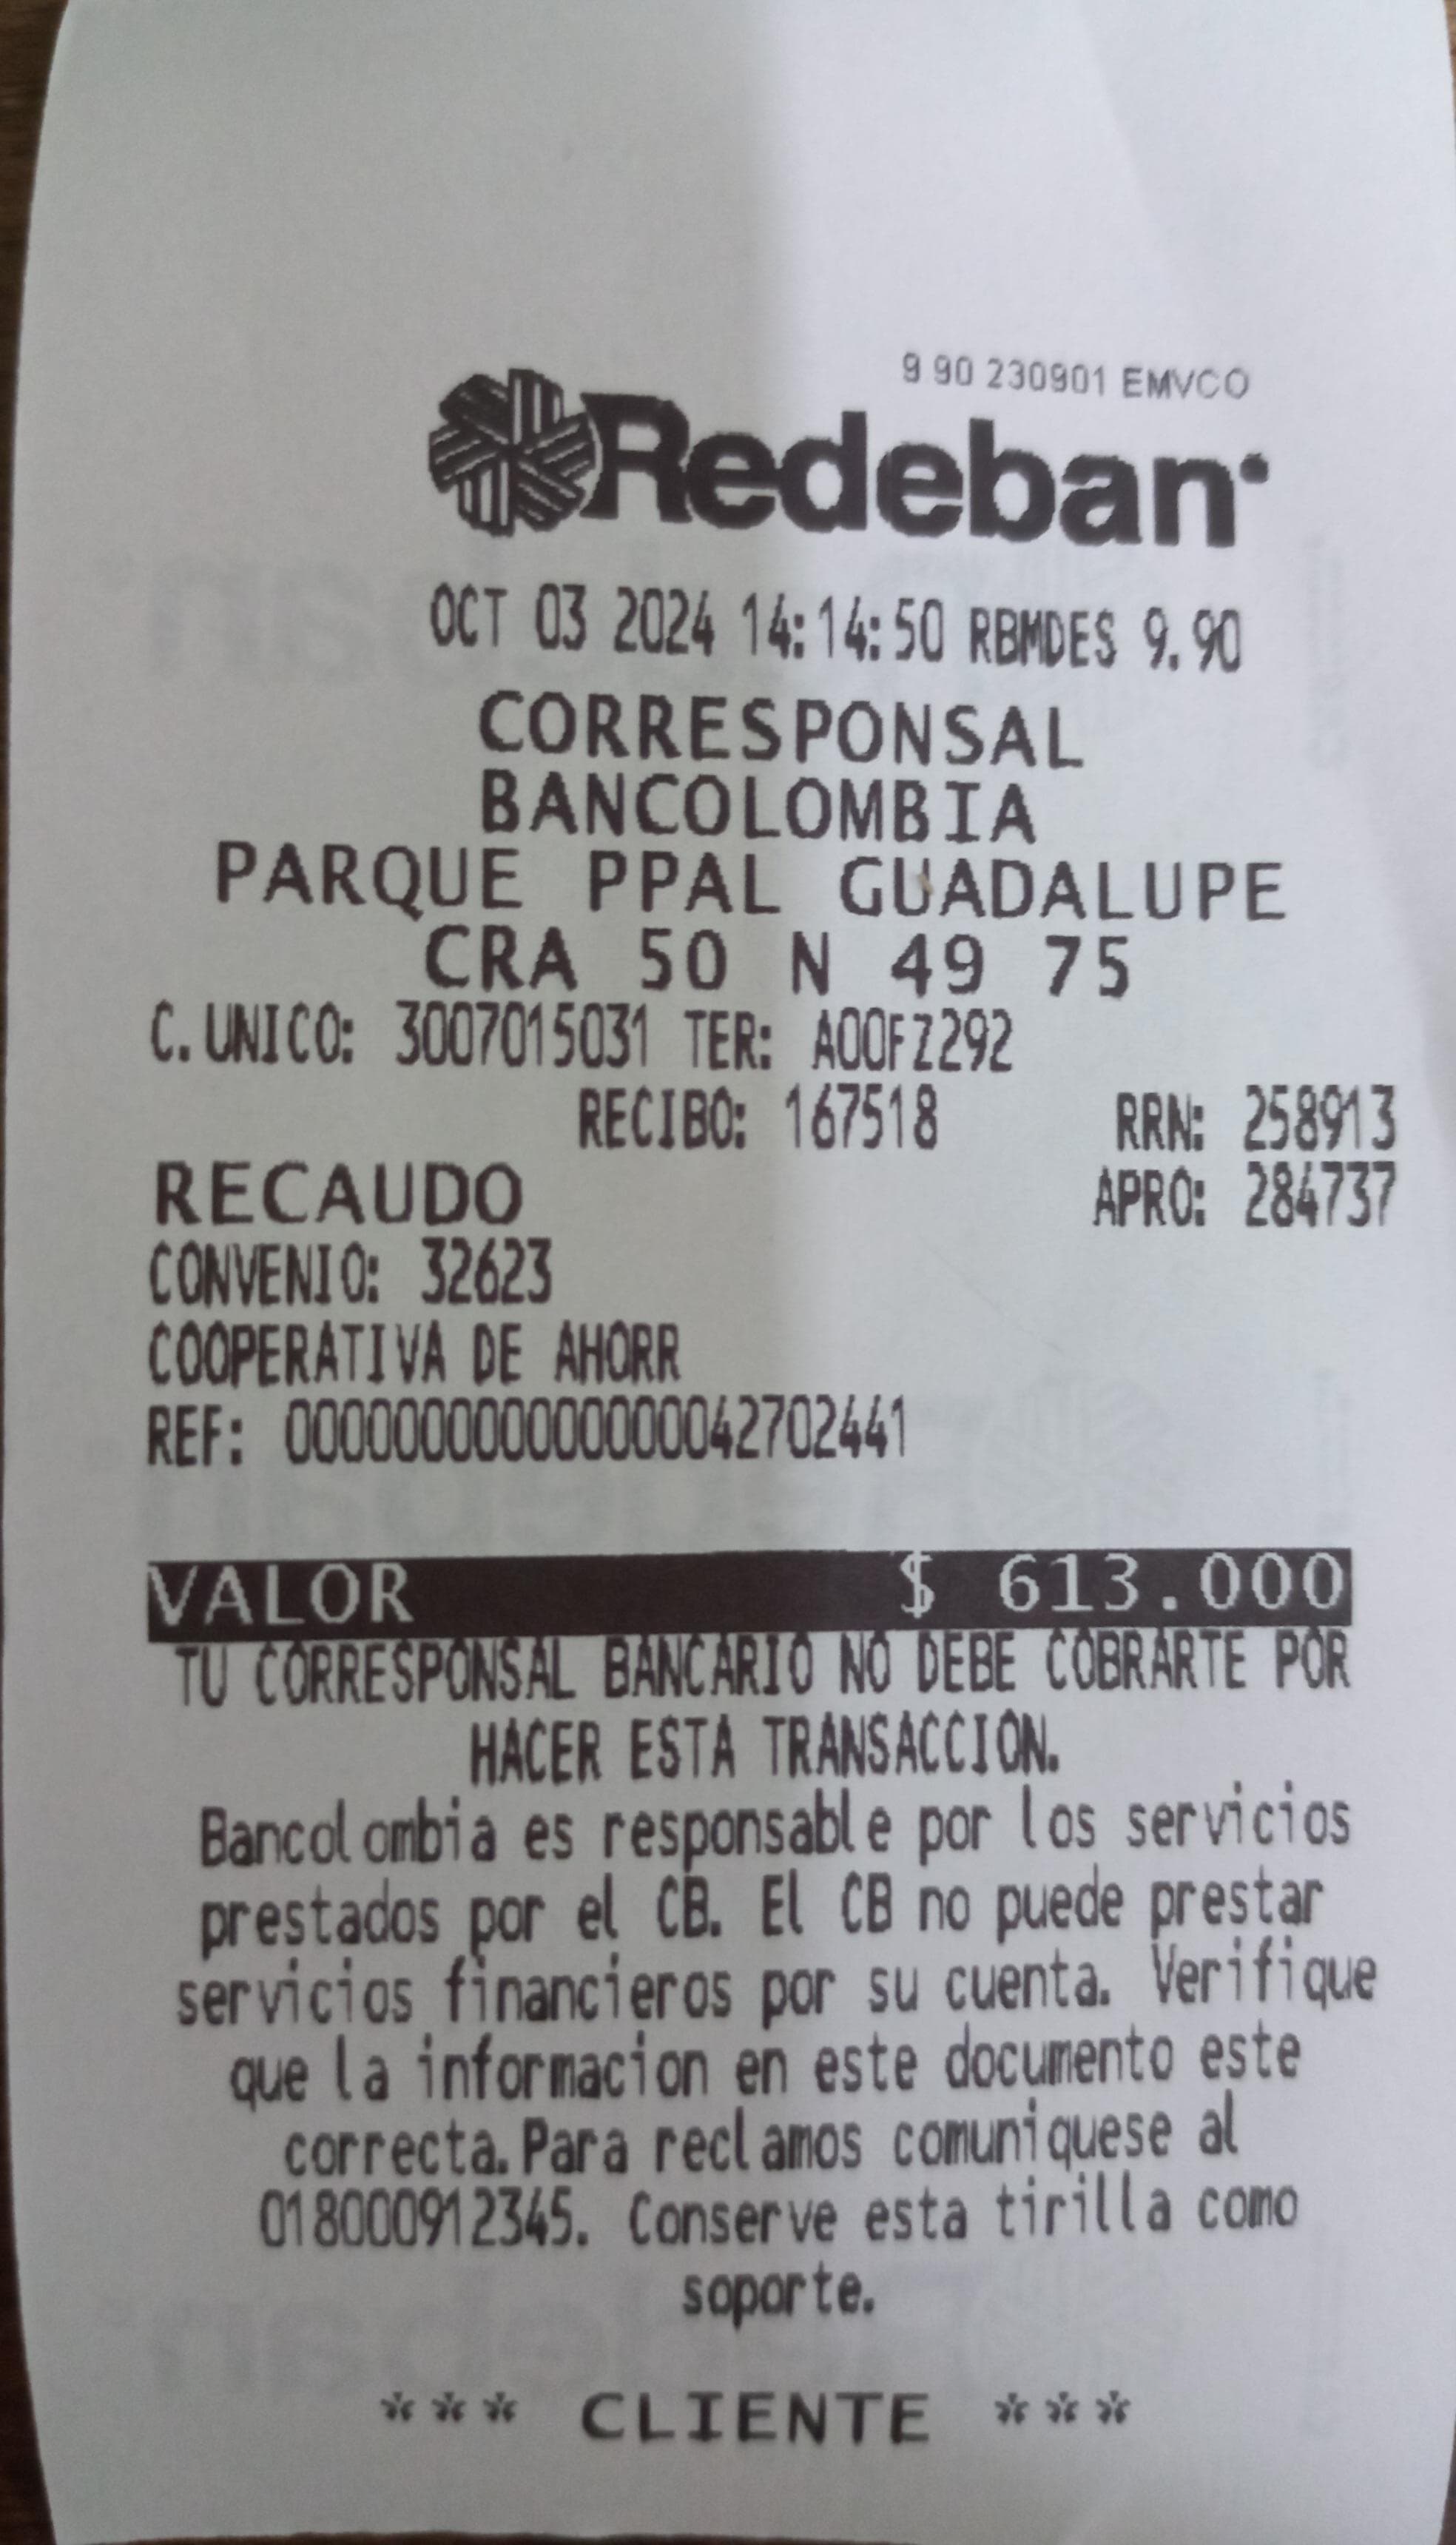 9 90 230901 EMVCO
Redeban
OCT 03 2024 14:14:50 RBMDES 9.90
CORRESPONSAL
BANCOLOMBIA
PARQUE PPAL GUADALUPE
CRA 50 N 49 75
C.UNICO: 3007015031 TER: A00FZ292
RECIBO: 167518 RRN: 258913
RECAUDO APRO: 284737
CONVENIO: 32623
COOPERATIVA DE AHORR
REF: 000000000000000042702441
VALOR $ 613.000
TU CORRESPONSAL BANCARIO NO DEBE COBRARTE POR
HACER ESTA TRANSACCION.
Bancolombia es responsable por los servicios
prestados por el CB. El CB no puede prestar
servicios financieros por su cuenta. Verifique
que la informacion en este documento este
correcta.Para reclamos comuniquese al
018000912345. Conserve esta tirilla como
soporte.
*** CLIENTE ***